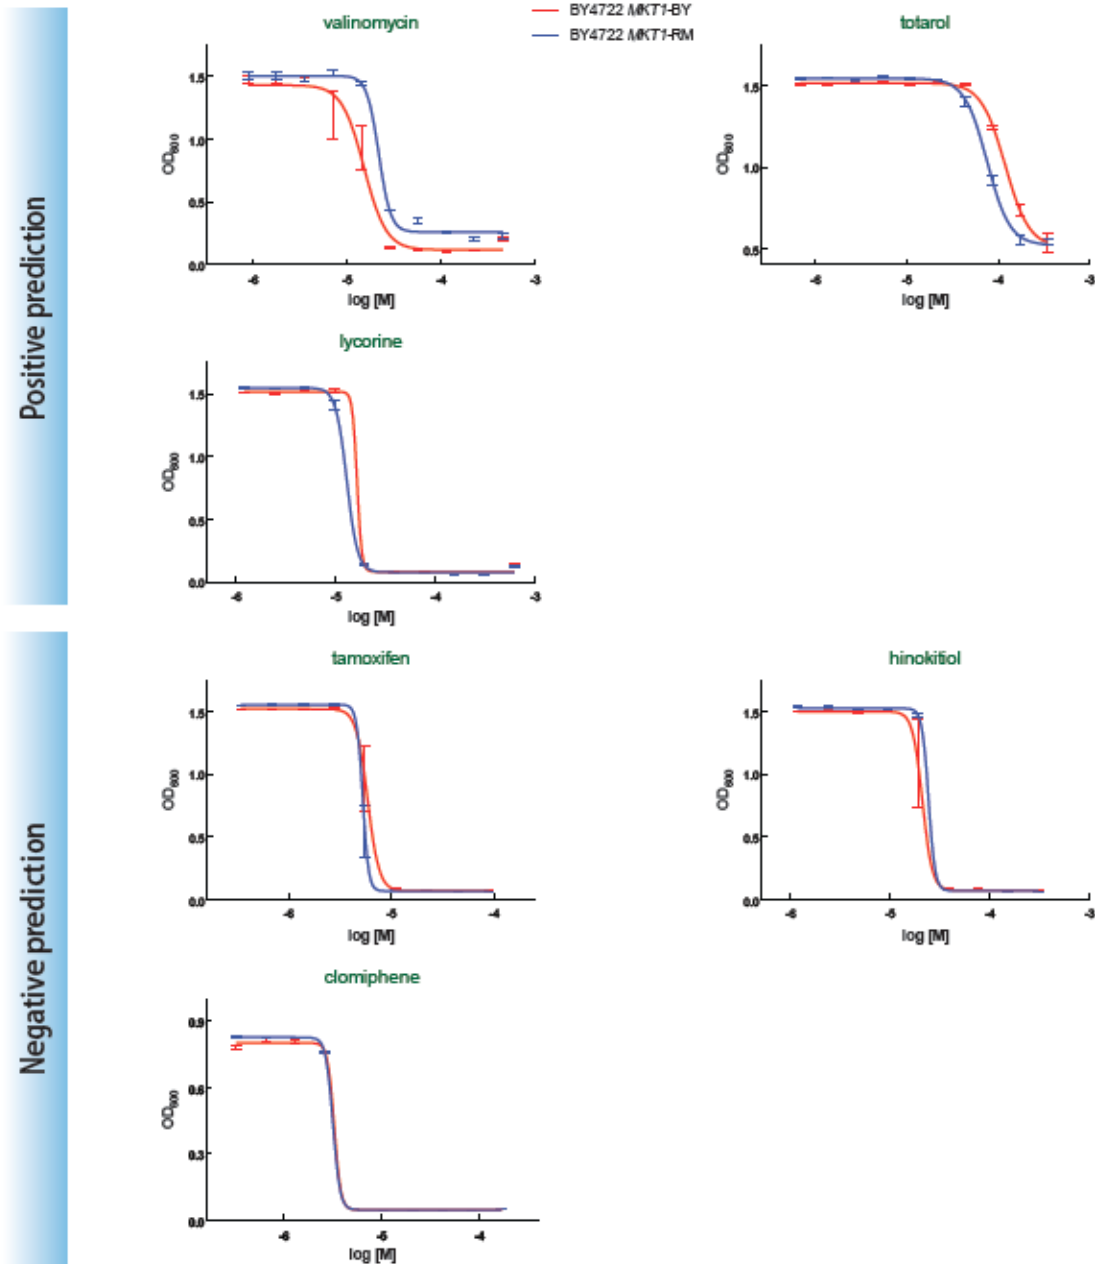 BY4722 MKT1-BY
BY4722 MKT1-RM
Positive prediction
valinomycin
OD600
1.5
1.0
0.5
0.0
-6 -5 -4 -3
log [M]
totarol
OD600
1.5
1.0
0.5
-6 -5 -4 -3
log [M]
lycorine
OD600
1.5
1.0
0.5
0.0
-6 -5 -4 -3
log [M]
Negative prediction
tamoxifen
OD600
1.5
1.0
0.5
0.0
-6 -5 -4
log [M]
hinokitiol
OD600
1.5
1.0
0.5
0.0
-6 -5 -4 -3
log [M]
clomiphene
OD600
0.9
0.6
0.3
0.0
-6 -5 -4
log [M]